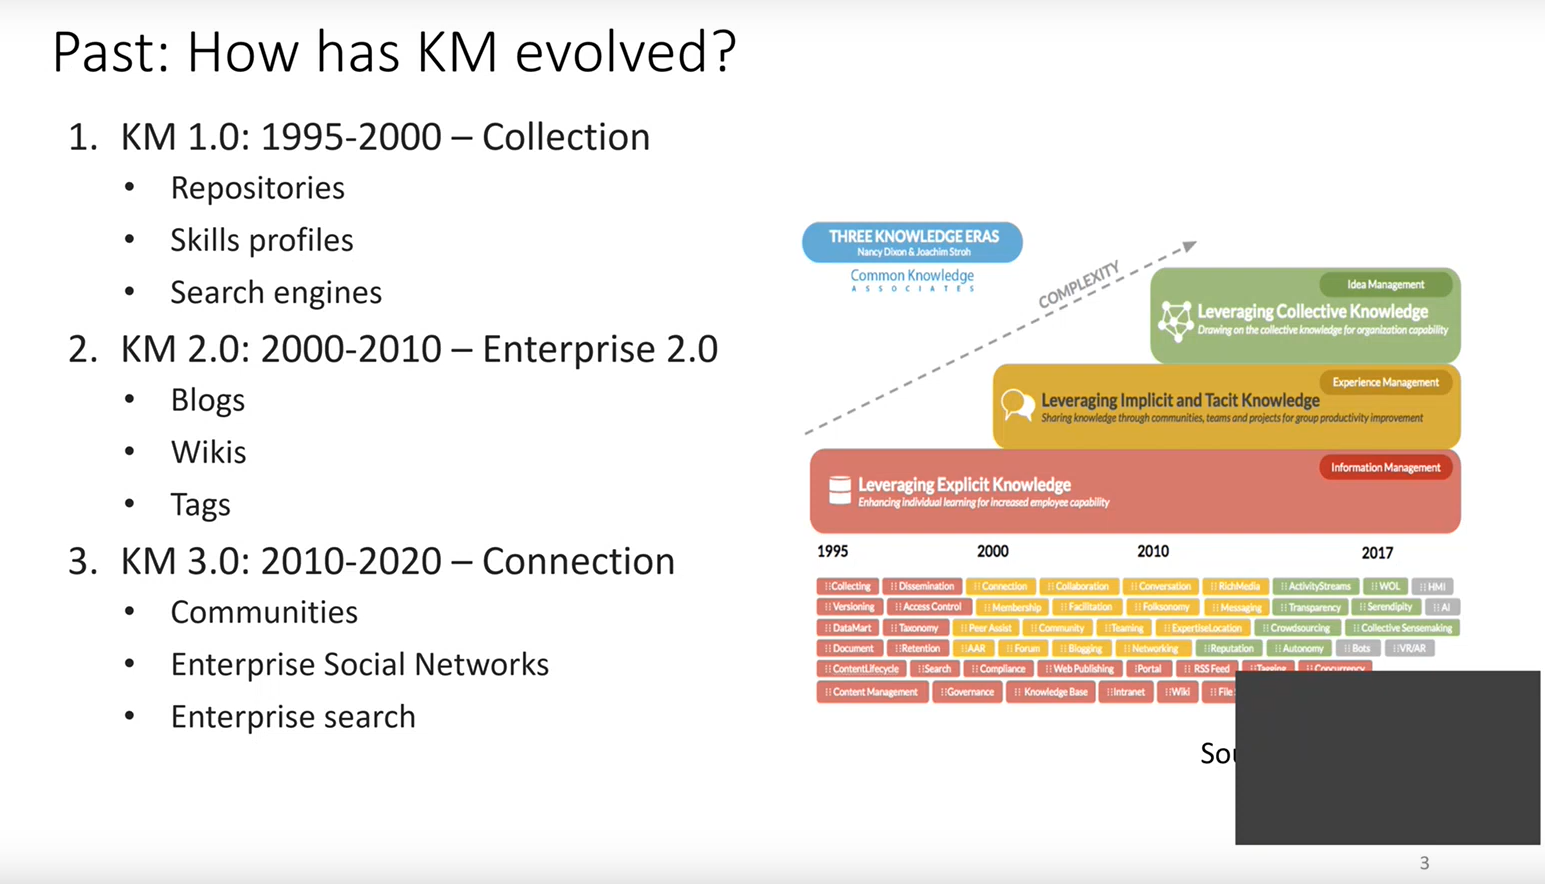 Past: How has KM evolved?
1. KM 1.0: 1995-2000 – Collection
• Repositories
• Skills profiles
• Search engines
2. KM 2.0: 2000-2010 – Enterprise 2.0
• Blogs
• Wikis
• Tags
3. KM 3.0: 2010-2020 – Connection
• Communities
• Enterprise Social Networks
• Enterprise search
THREE KNOWLEDGE ERAS
Nancy Dixon & Joachim Stroh
Common Knowledge
ASSOCIATES
COMPLEXITY
Idea Management
Leveraging Collective Knowledge
Drawing on the collective knowledge for organization capability
Experience Management
Leveraging Implicit and Tacit Knowledge
Sharing knowledge through communities, teams and projects for group productivity improvement
Information Management
Leveraging Explicit Knowledge
Enhancing individual learning for increased employee capability
1995 2000 2010 2017
Collecting Dissemination Connection Collaboration Conversation RichMedia ActivityStreams WOL HMI
Versioning Access Control Membership Facilitation Folksonomy Messaging Transparency Serendipity AI
DataMart Taxonomy Peer Assist Community Teaming ExpertiseLocation Crowdsourcing Collective Sensemaking
Document Retention AAR Forum Blogging Networking Reputation Autonomy Bots VR/AR
ContentLifecycle Search Compliance Web Publishing Portal RSS Feed Tagging Concurrency
Content Management Governance Knowledge Base Intranet Wiki File
3